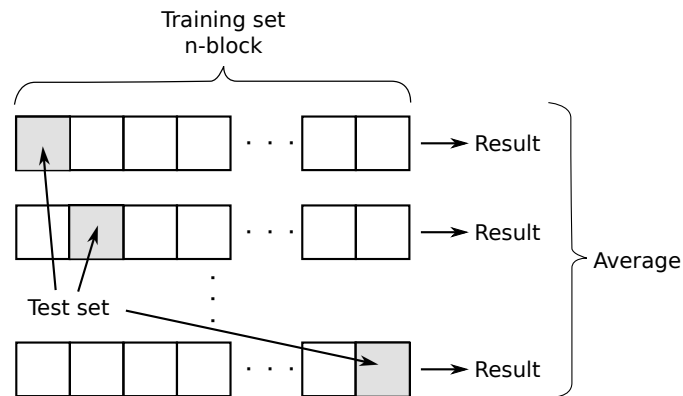 Training set
n-block
Result
Result
Average
Test set
Result